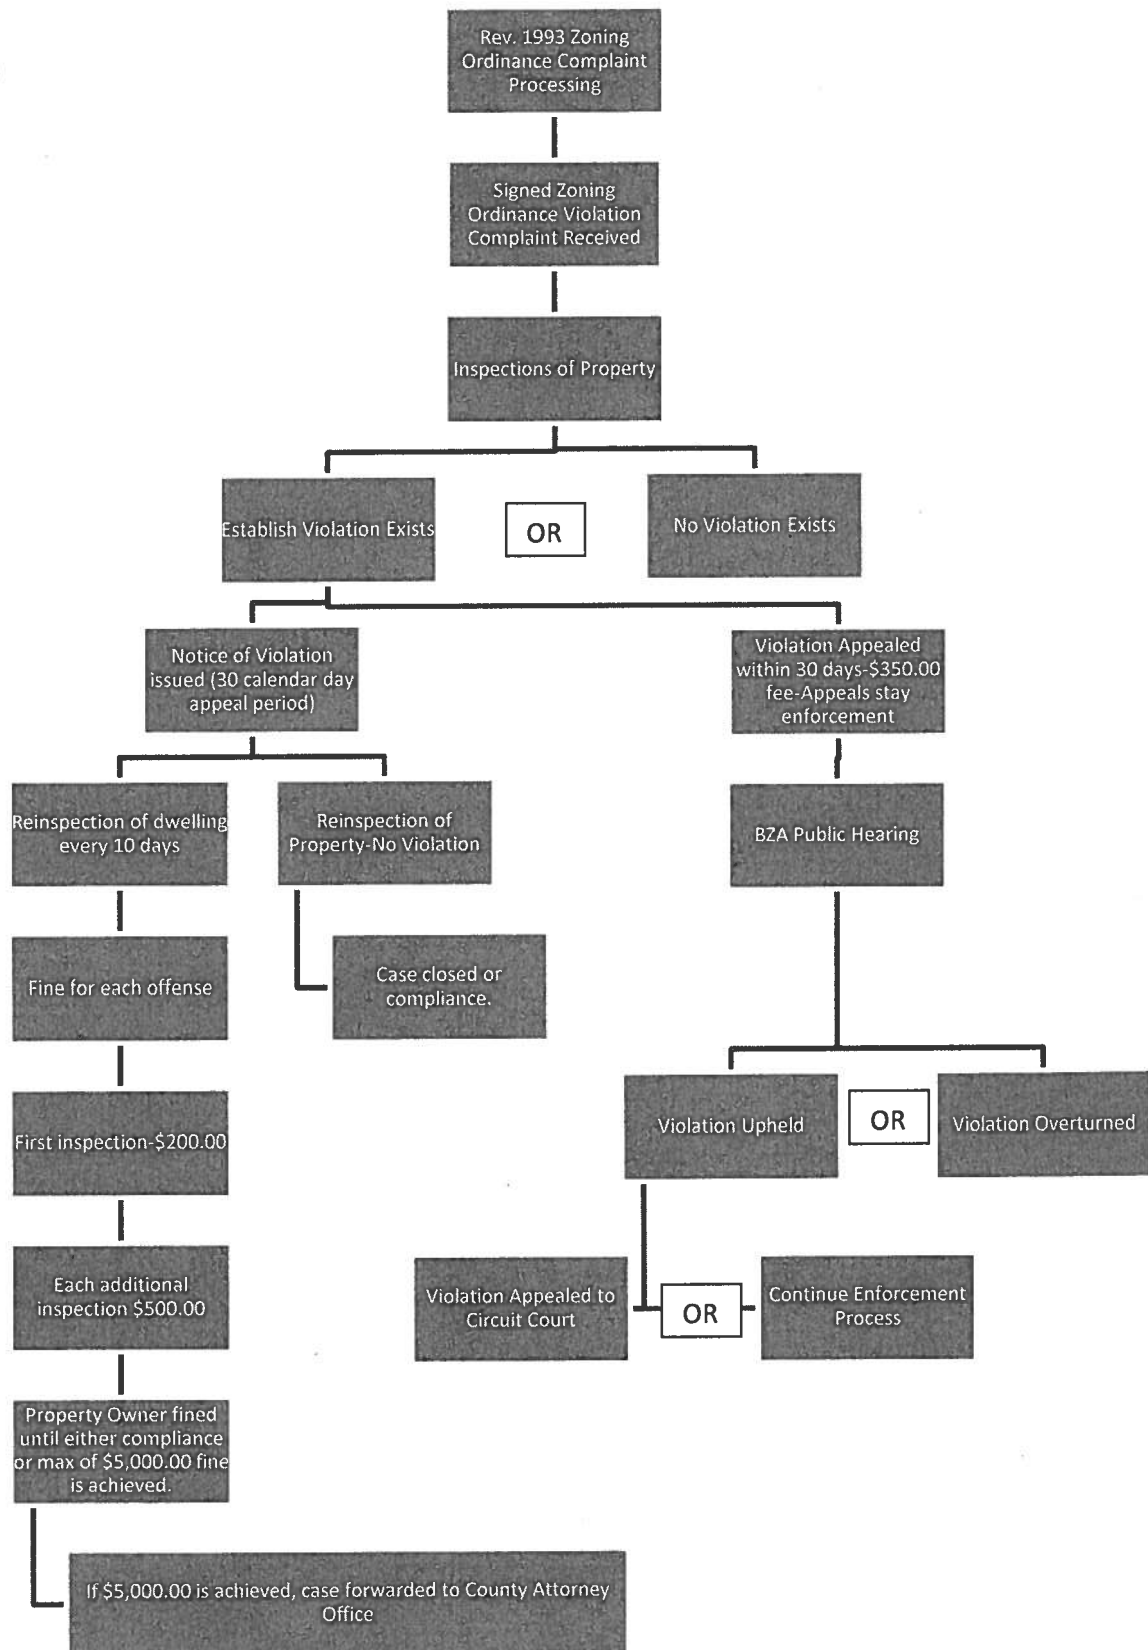 Rev. 1993 Zoning
Ordinance Complaint
Processing
Signed Zoning
Ordinance Violation
Complaint Received
Inspections of Property
Establish Violation Exists
OR
No Violation Exists
Notice of Violation
issued (30 calendar day
appeal period)
Violation Appealed
within 30 days-$350.00
fee-Appeals stay
enforcement
Reinspection of dwelling
every 10 days
Reinspection of
Property-No Violation
BZA Public Hearing
Fine for each offense
Case closed or
compliance.
First inspection-$200.00
Violation Upheld
OR
Violation Overturned
Each additional
inspection $500.00
Violation Appealed to
Circuit Court
OR
Continue Enforcement
Process
Property Owner fined
until either compliance
or max of $5,000.00 fine
is achieved.
If $5,000.00 is achieved, case forwarded to County Attorney
Office